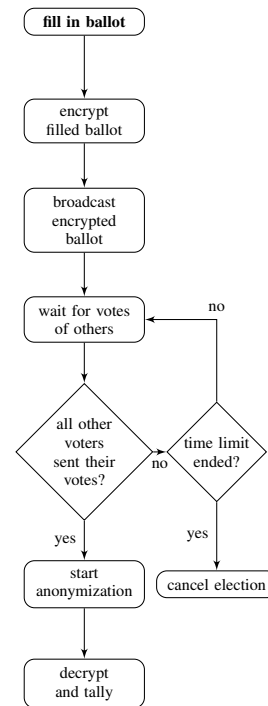 fill in ballot
encrypt
filled ballot
broadcast
encrypted
ballot
wait for votes
of others
no
all other
voters
sent their
votes?
no
time limit
ended?
yes
yes
start
anonymization
cancel election
decrypt
and tally